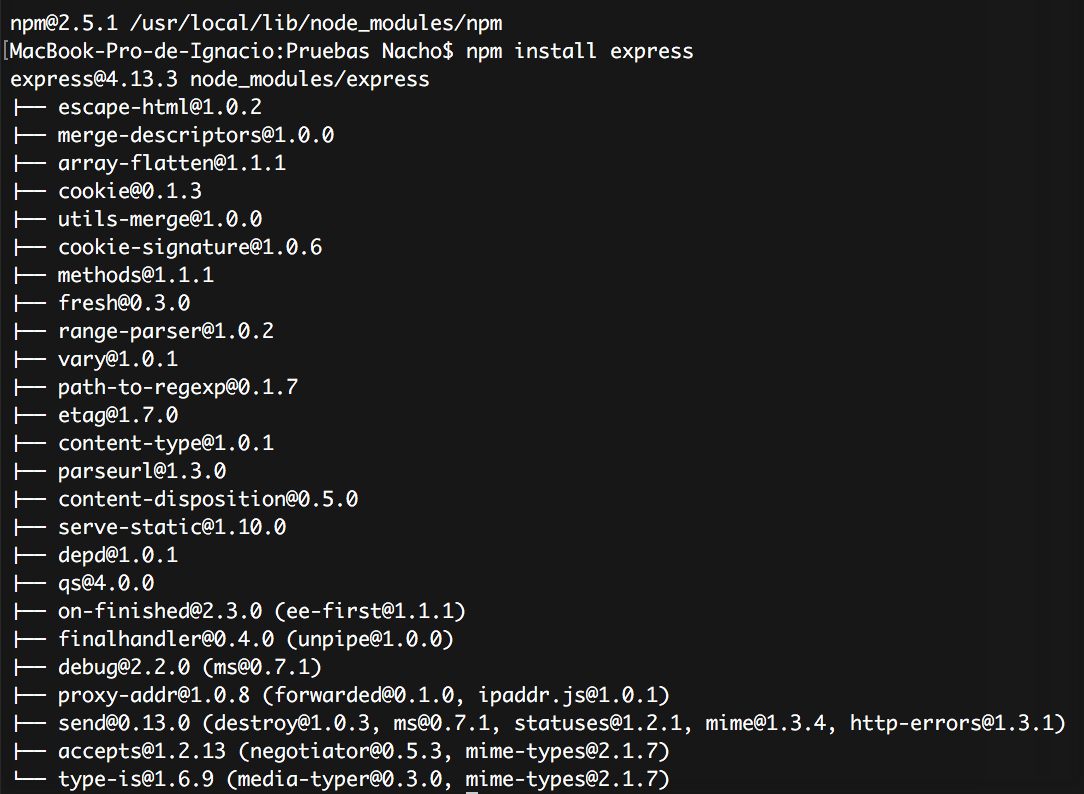 npm@2.5.1 /usr/local/lib/node_modules/npm
[MacBook-Pro-de-Ignacio:Pruebas Nacho$ npm install express
express@4.13.3 node_modules/express
├── escape-html@1.0.2
├── merge-descriptors@1.0.0
├── array-flatten@1.1.1
├── cookie@0.1.3
├── utils-merge@1.0.0
├── cookie-signature@1.0.6
├── methods@1.1.1
├── fresh@0.3.0
├── range-parser@1.0.2
├── vary@1.0.1
├── path-to-regexp@0.1.7
├── etag@1.7.0
├── content-type@1.0.1
├── parseurl@1.3.0
├── content-disposition@0.5.0
├── serve-static@1.10.0
├── depd@1.0.1
├── qs@4.0.0
├── on-finished@2.3.0 (ee-first@1.1.1)
├── finalhandler@0.4.0 (unpipe@1.0.0)
├── debug@2.2.0 (ms@0.7.1)
├── proxy-addr@1.0.8 (forwarded@0.1.0, ipaddr.js@1.0.1)
├── send@0.13.0 (destroy@1.0.3, ms@0.7.1, statuses@1.2.1, mime@1.3.4, http-errors@1.3.1)
├── accepts@1.2.13 (negotiator@0.5.3, mime-types@2.1.7)
└── type-is@1.6.9 (media-typer@0.3.0, mime-types@2.1.7)